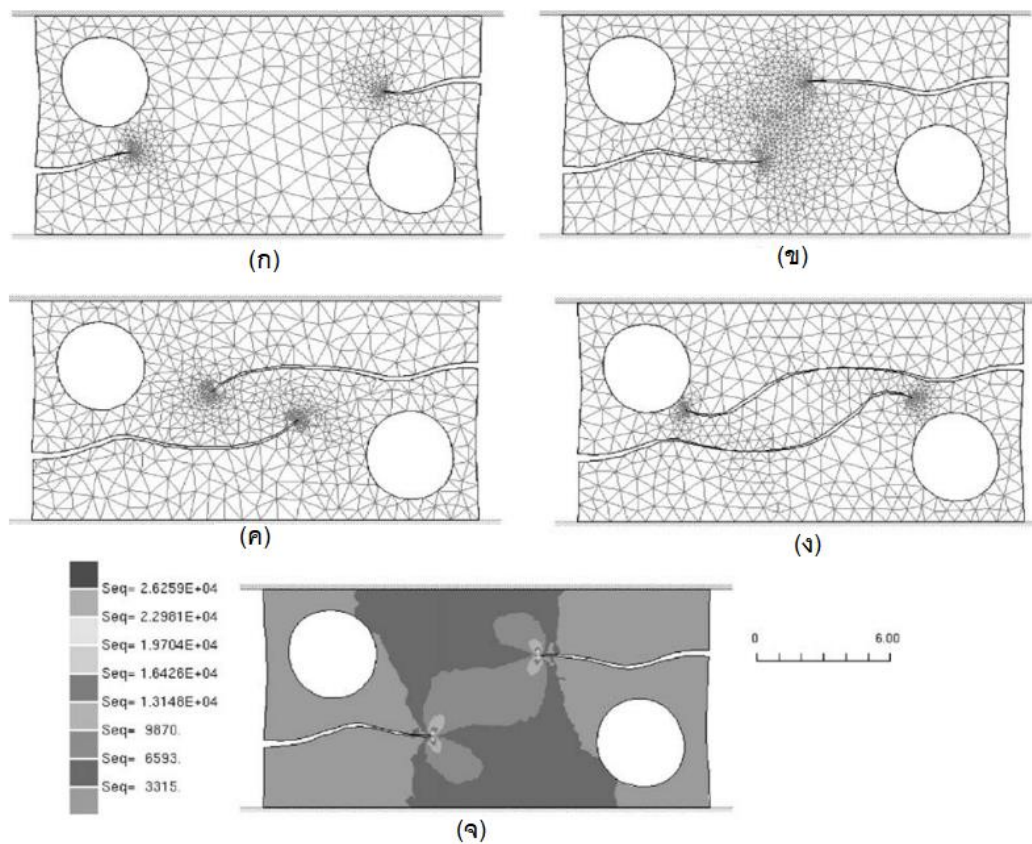 (ก)
(ข)
(ค)
(ง)
Seq= 2.6259E+04
Seq= 2.2981E+04
Seq= 1.9704E+04
Seq= 1.6426E+04
Seq= 1.3148E+04
Seq= 9870.
Seq= 6593.
Seq= 3315.
0 6.00
(จ)